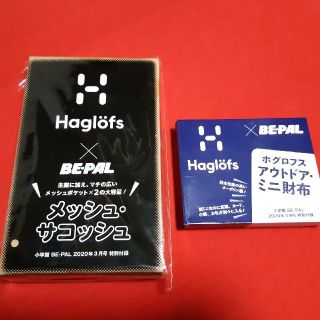 Haglöfs
×
BE-PAL
主室に加え、マチの広い
メッシュポケット×2の大容量!
メッシュ・
サコッシュ
小学館 BE-PAL 2020年3月号 特別付録
Haglöfs
×
BE-PAL
ホグロフス
アウトドア・
ミニ財布